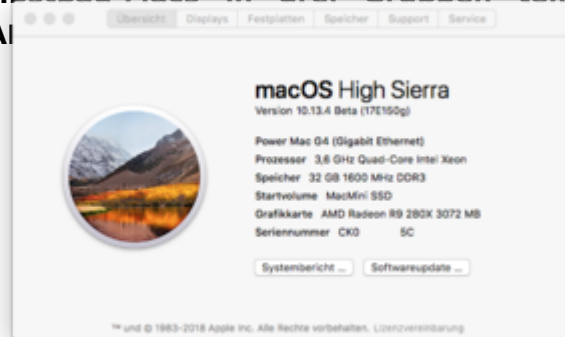 Übersicht Displays Festplatten Speicher Support Service
macOS High Sierra
Version 10.13.4 Beta (17E150g)
Power Mac G4 (Gigabit Ethernet)
Prozessor 3,6 GHz Quad-Core Intel Xeon
Speicher 32 GB 1600 MHz DDR3
Startvolume MacMini SSD
Grafikkarte AMD Radeon R9 280X 3072 MB
Seriennummer CK0 5C
Systembericht ... Softwareupdate ...
™ und © 1983-2018 Apple Inc. Alle Rechte vorbehalten. Lizenzvereinbarung